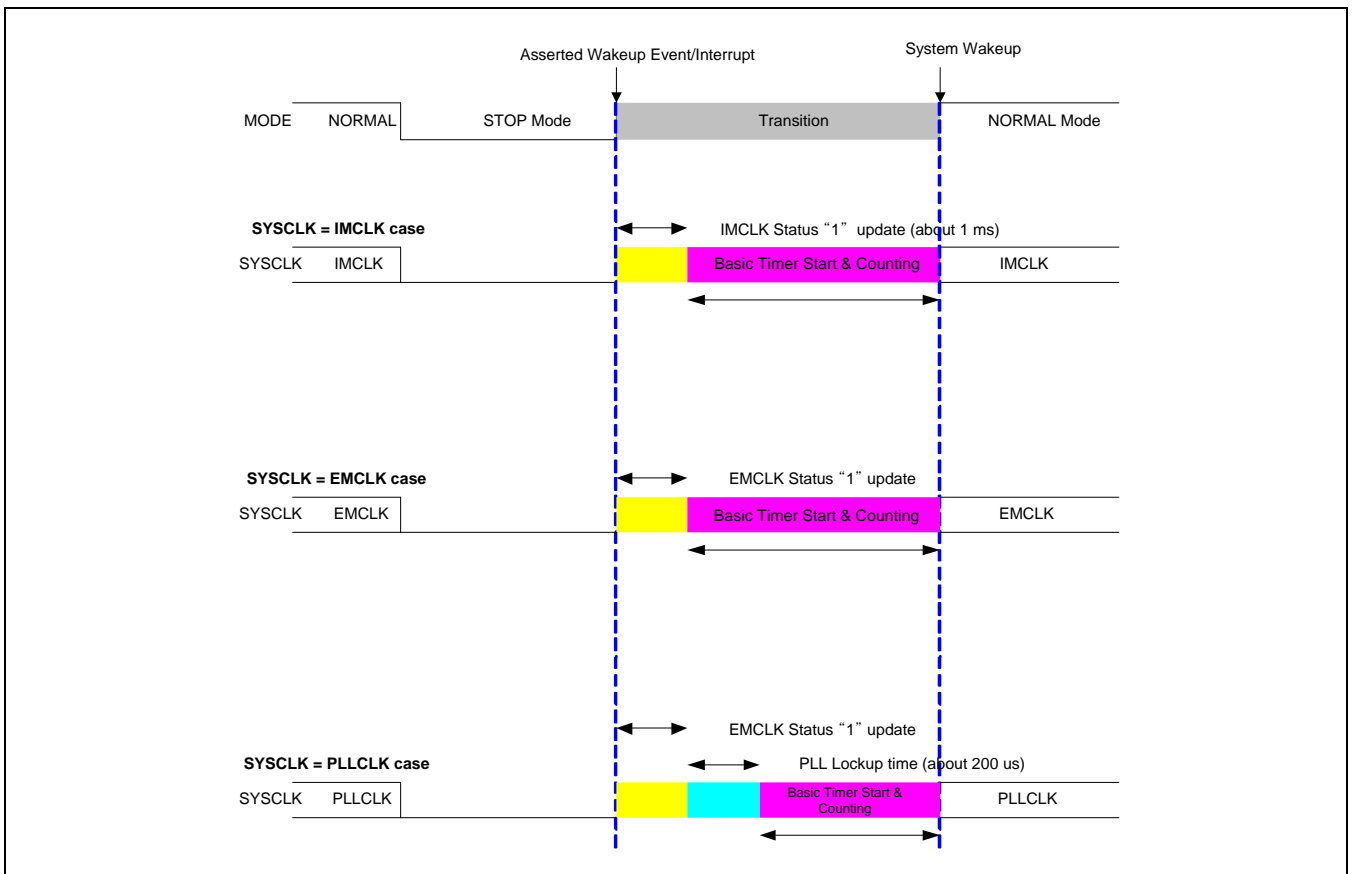 Asserted Wakeup Event/Interrupt
System Wakeup
MODE NORMAL STOP Mode Transition NORMAL Mode
SYSCLK = IMCLK case
IMCLK Status “1” update (about 1 ms)
SYSCLK IMCLK Basic Timer Start & Counting IMCLK
SYSCLK = EMCLK case
EMCLK Status “1” update
SYSCLK EMCLK Basic Timer Start & Counting EMCLK
EMCLK Status “1” update
SYSCLK = PLLCLK case
PLL Lockup time (about 200 us)
SYSCLK PLLCLK Basic Timer Start &
Counting
PLLCLK